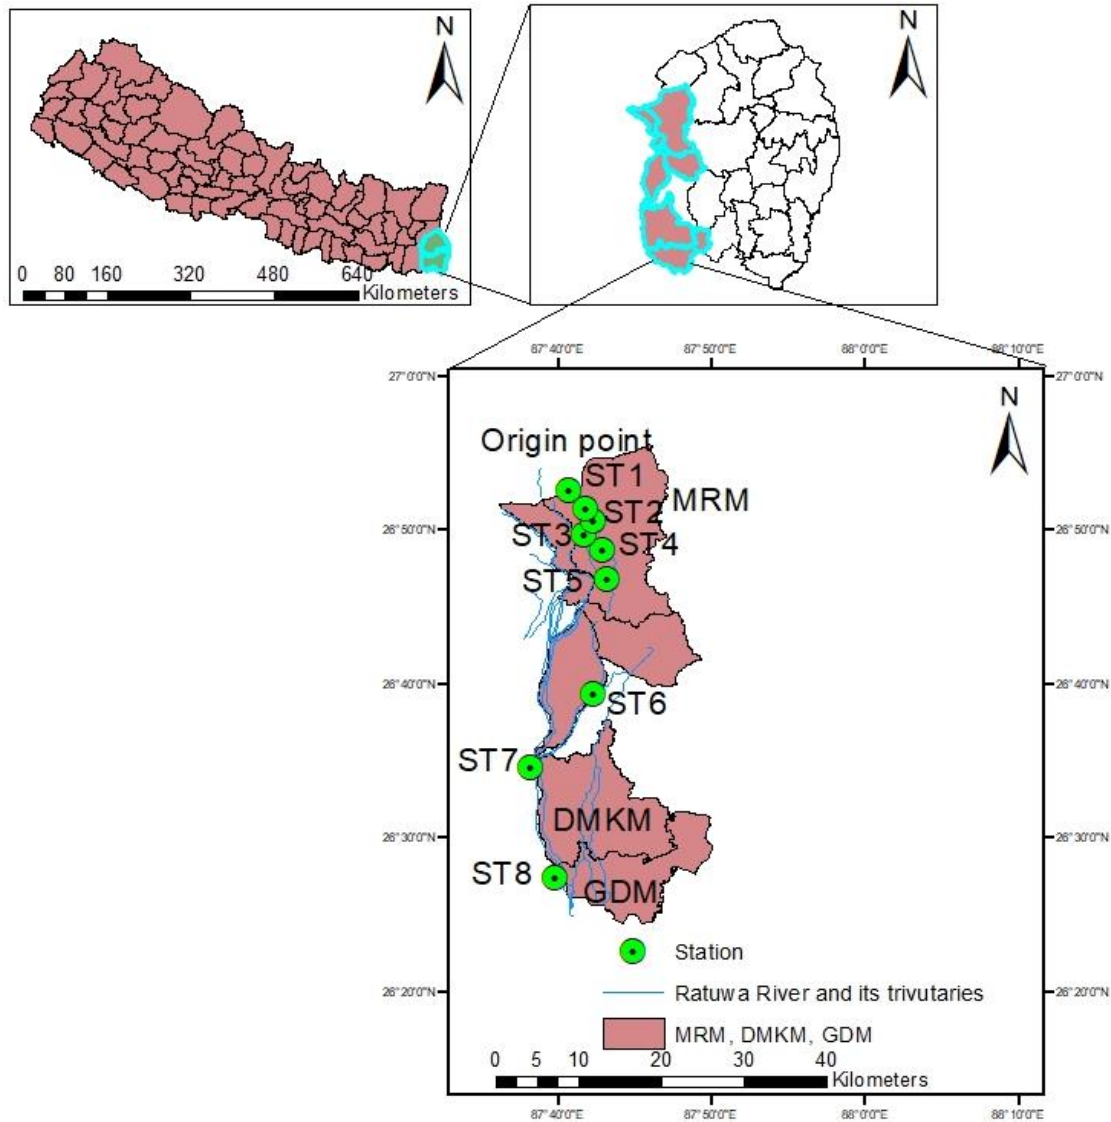 N
0 80 160 320 480 640
Kilometers
N
87°40'0"E 87°50'0"E 88°0'0"E 88°10'0"E
27°0'0"N 27°0'0"N
N
Origin point
ST1
MRM
ST2
26°50'0"N 26°50'0"N
ST3 ST4
ST5
26°40'0"N 26°40'0"N
ST6
ST7
DMKM
26°30'0"N 26°30'0"N
ST8
GDM
Station
Ratuwa River and its trivutaries
26°20'0"N 26°20'0"N
MRM, DMKM, GDM
0 5 10 20 30 40
Kilometers
87°40'0"E 87°50'0"E 88°0'0"E 88°10'0"E